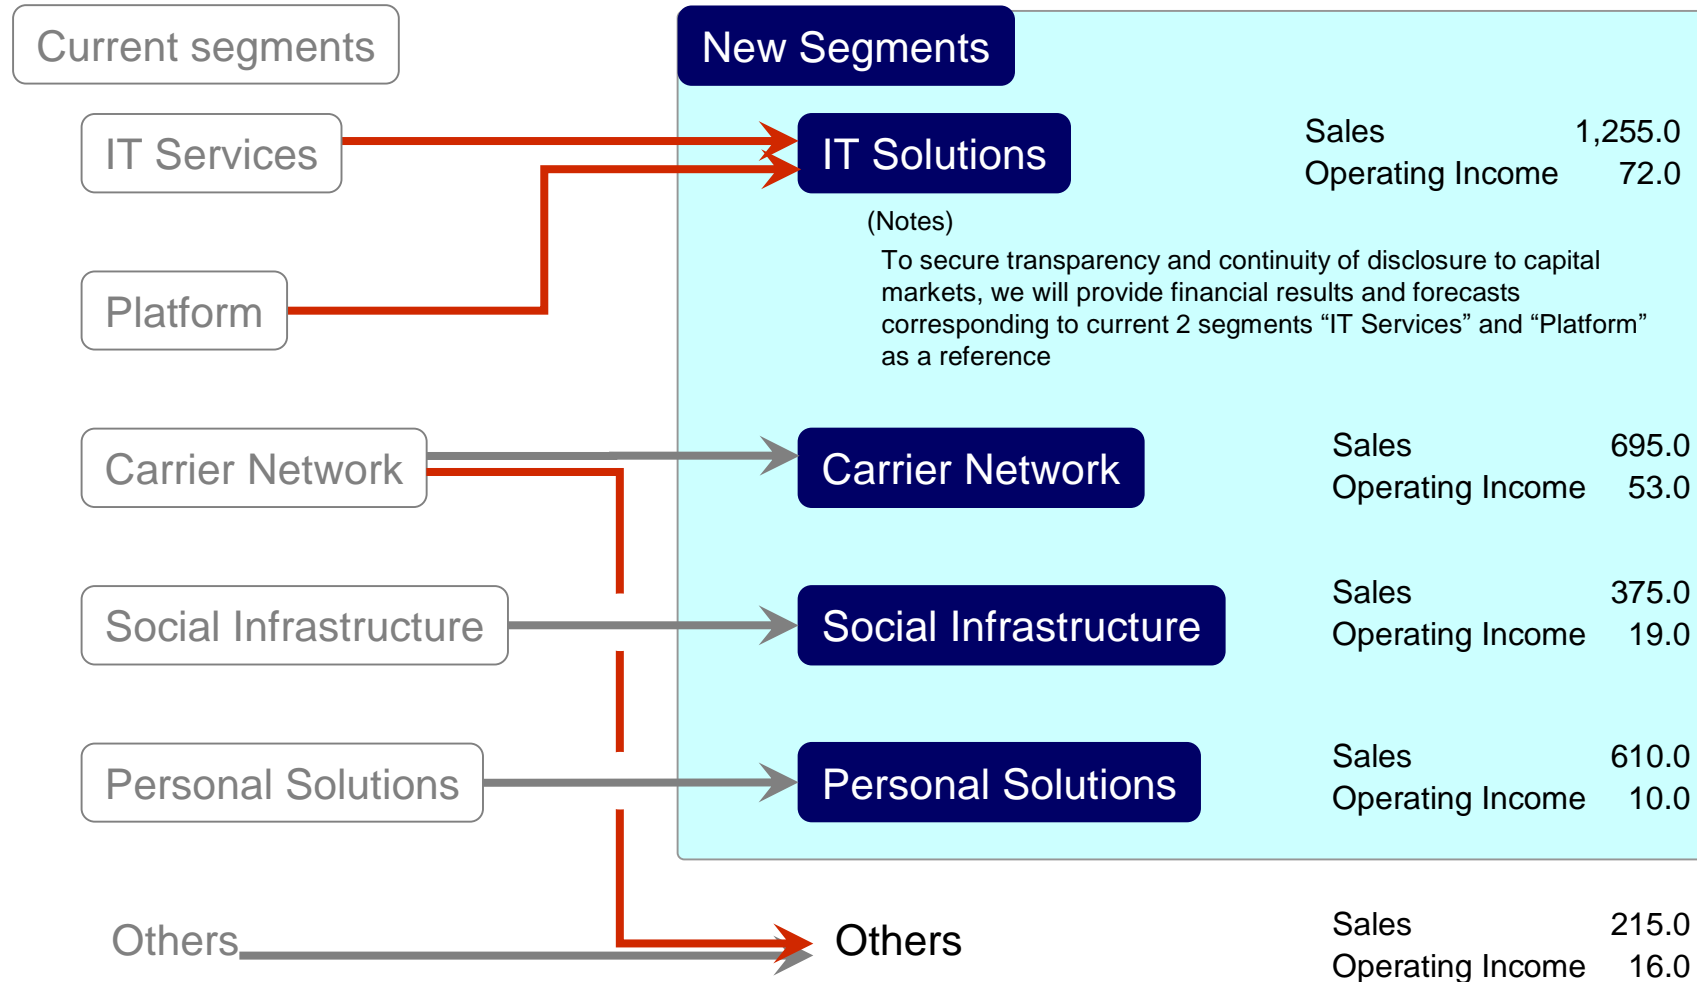 Current segments
New Segments
IT Services
IT Solutions
Sales 1,255.0
Operating Income 72.0
(Notes)
To secure transparency and continuity of disclosure to capital
markets, we will provide financial results and forecasts
corresponding to current 2 segments “IT Services” and “Platform”
as a reference
Platform
Carrier Network
Carrier Network
Sales 695.0
Operating Income 53.0
Social Infrastructure
Social Infrastructure
Sales 375.0
Operating Income 19.0
Personal Solutions
Personal Solutions
Sales 610.0
Operating Income 10.0
Others
Others
Sales 215.0
Operating Income 16.0